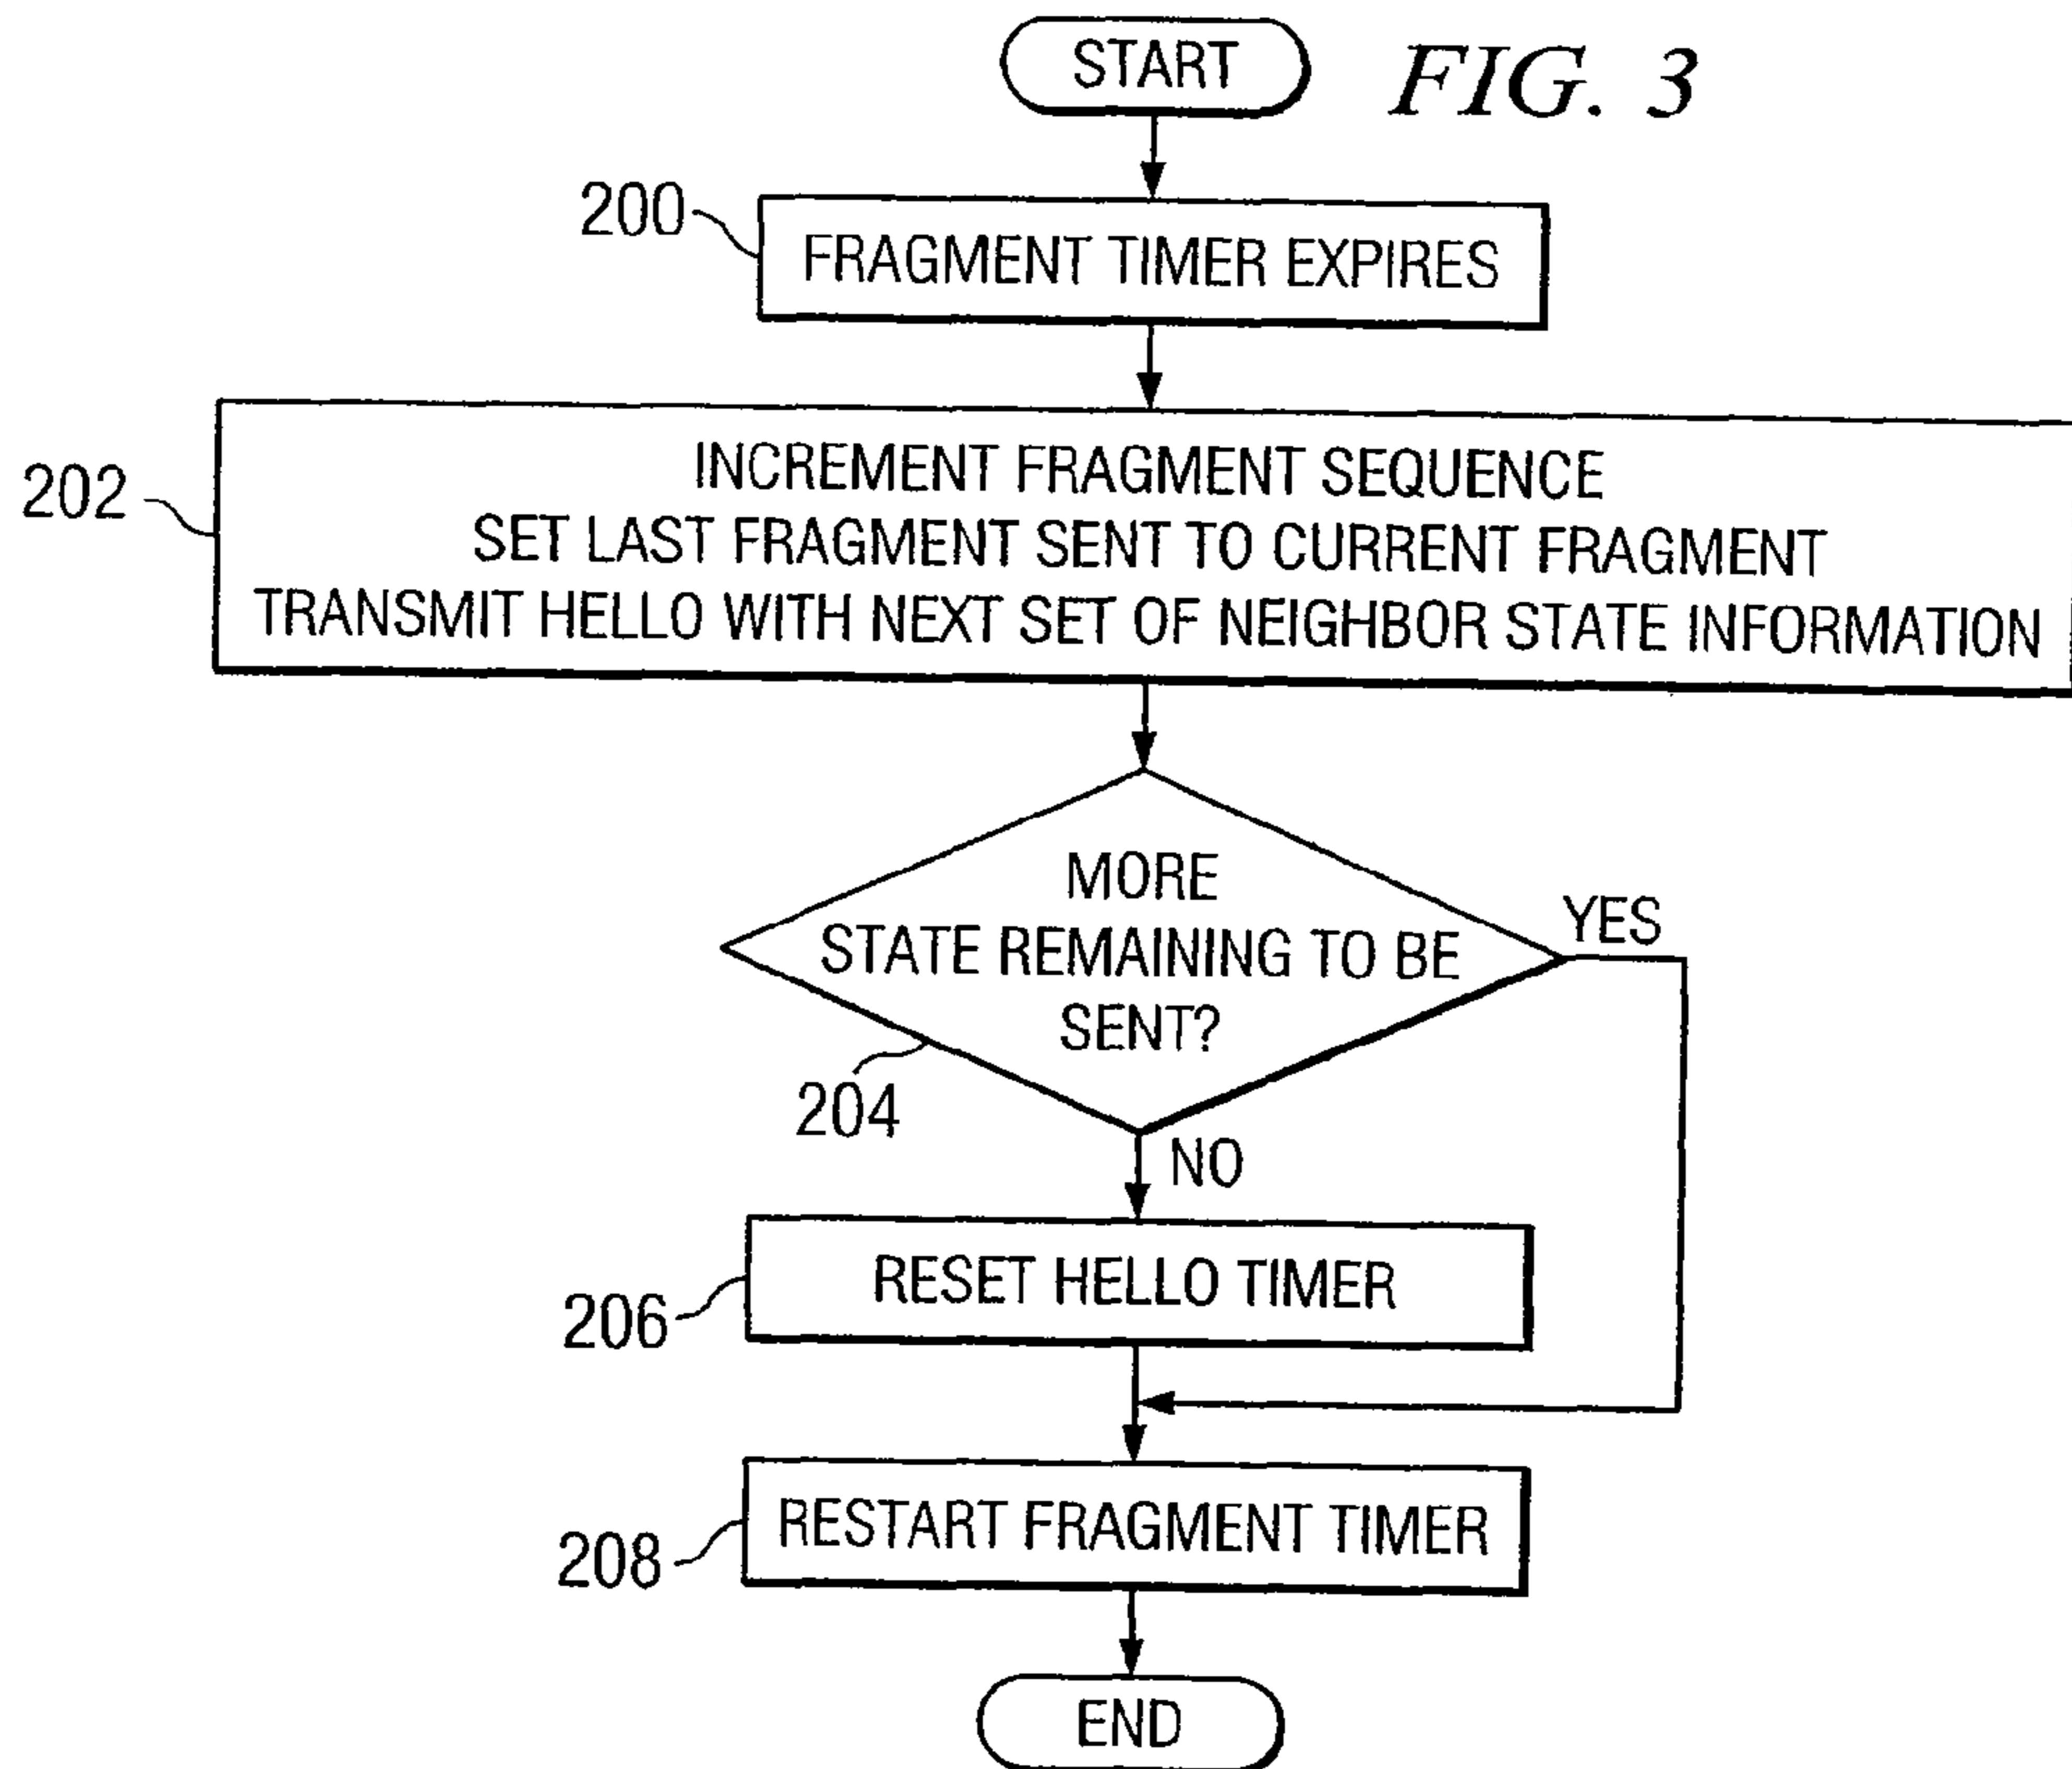 START
FIG. 3
200
FRAGMENT TIMER EXPIRES
202
INCREMENT FRAGMENT SEQUENCE
SET LAST FRAGMENT SENT TO CURRENT FRAGMENT
TRANSMIT HELLO WITH NEXT SET OF NEIGHBOR STATE INFORMATION
MORE
STATE REMAINING TO BE
SENT?
YES
204
NO
RESET HELLO TIMER
206
RESTART FRAGMENT TIMER
208
END